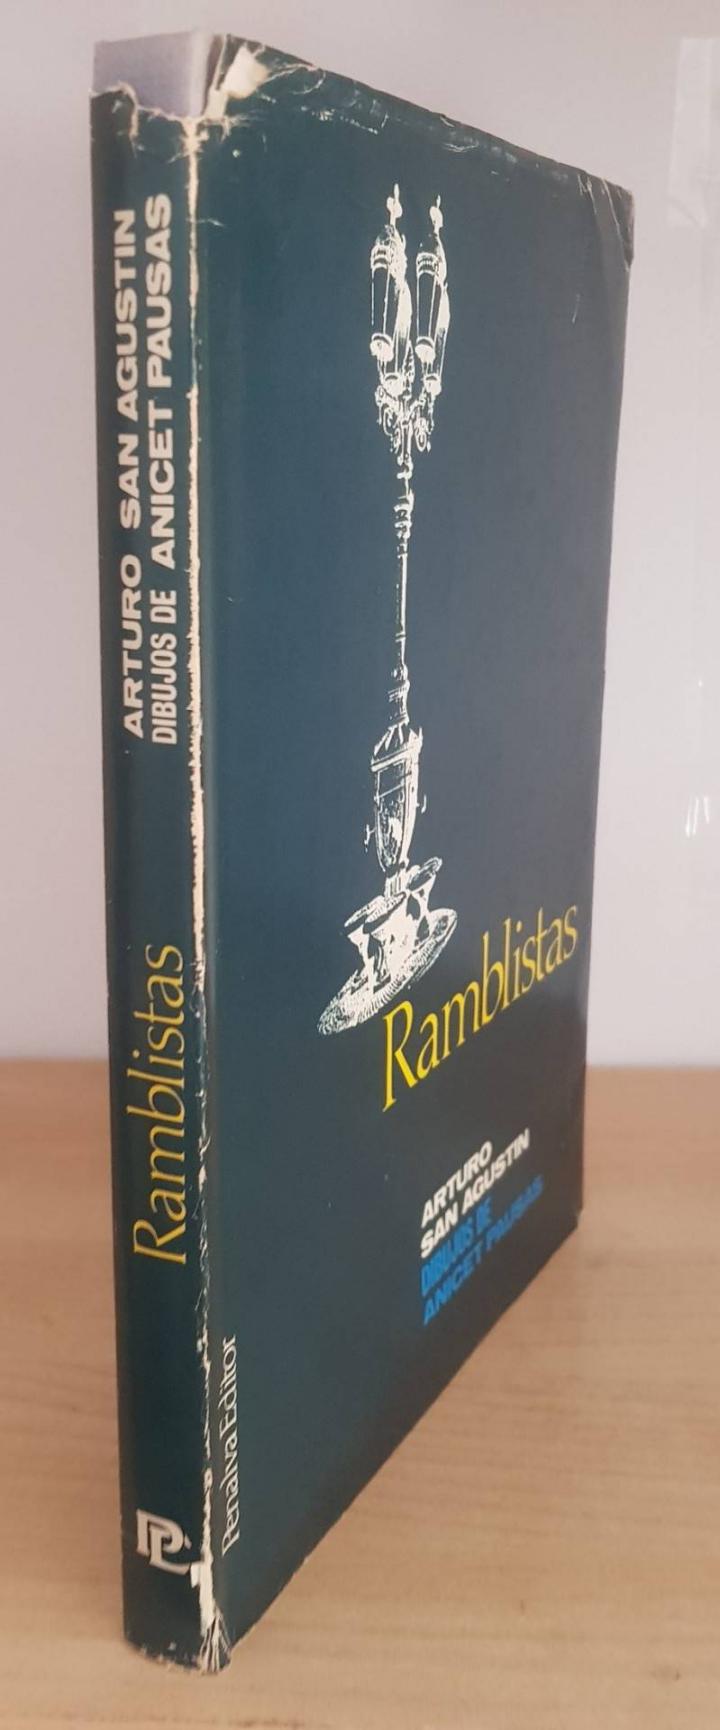 ARTURO SAN AGUSTIN
DIBUJOS DE ANICET PAUSAS
Ramblistas
PE
Penalva Editor
Ramblistas
ARTURO
SAN AGUSTIN
DIBUJOS DE
ANICET PAUSAS